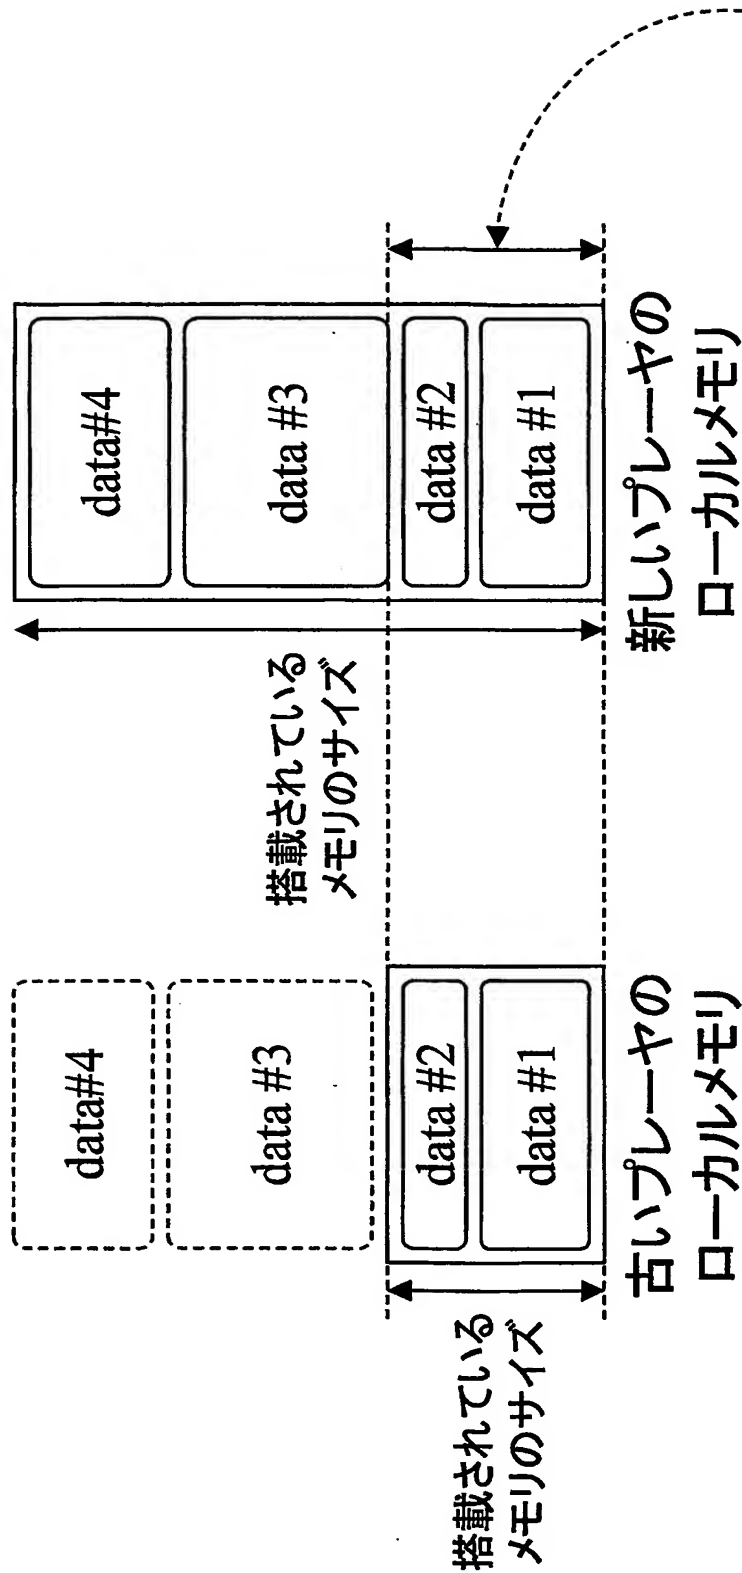 data#4
data #3
data #2
data #1
搭載されている
メモリのサイズ
古いプレーヤの
ローカルメモリ
搭載されている
メモリのサイズ
data#4
data #3
data #2
data #1
新しいプレーヤの
ローカルメモリ